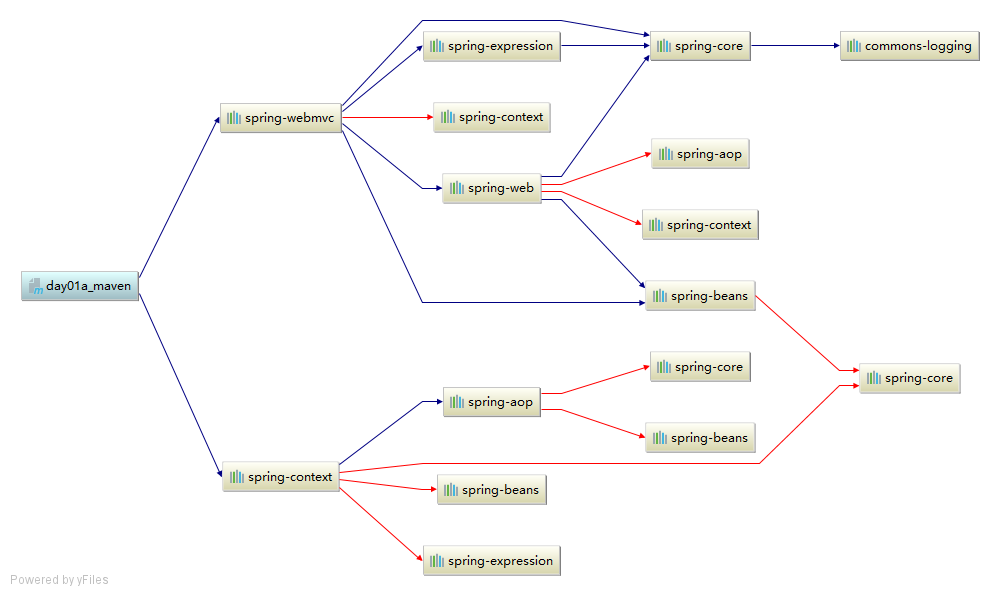 spring-expression
spring-core
commons-logging
spring-webmvc
spring-context
spring-aop
spring-web
spring-context
day01a_maven
spring-beans
spring-core
spring-core
spring-aop
spring-beans
spring-context
spring-beans
spring-expression
Powered by yFiles